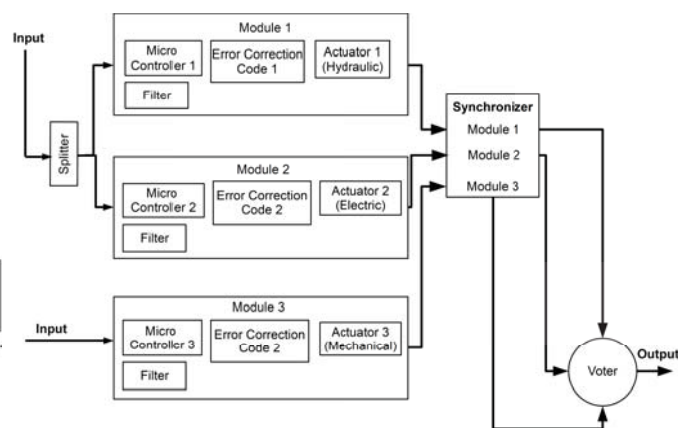 Input
Splitter
Module 1
Micro
Controller 1
Error Correction
Code 1
Actuator 1
(Hydraulic)
Filter
Module 2
Micro
Controller 2
Error Correction
Code 2
Actuator 2
(Electric)
Filter
Input
Module 3
Micro
Controller 3
Error Correction
Code 2
Actuator 3
(Mechanical)
Filter
Synchronizer
Module 1
Module 2
Module 3
Voter
Output